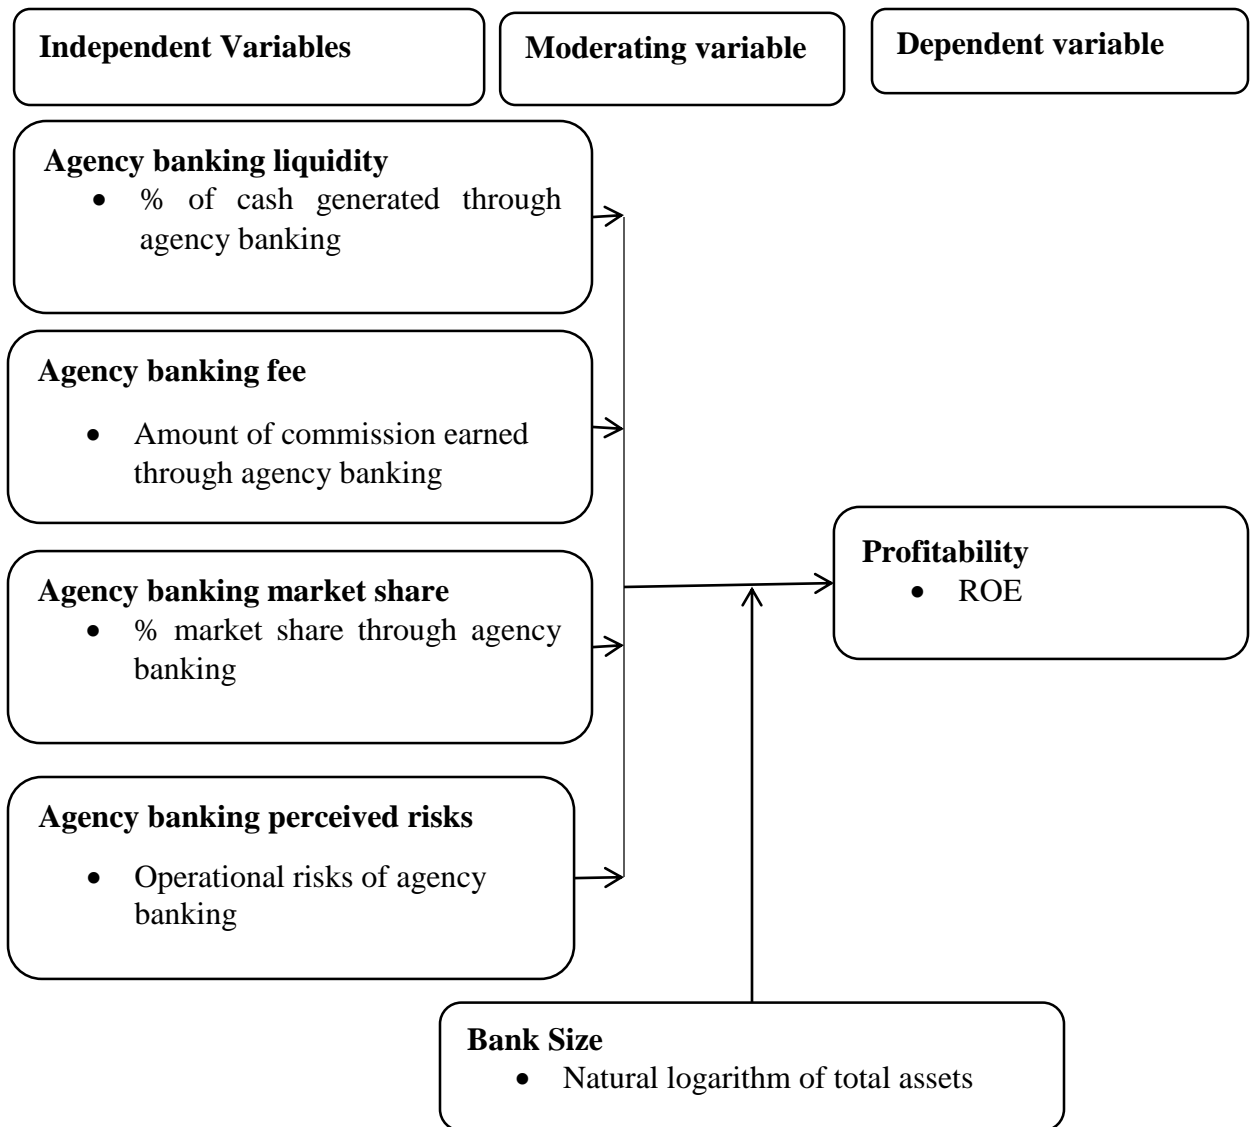 Independent Variables
Moderating variable
Dependent variable
Agency banking liquidity
• % of cash generated through
agency banking
Agency banking fee
• Amount of commission earned
through agency banking
Agency banking market share
• % market share through agency
banking
Agency banking perceived risks
• Operational risks of agency
banking
Profitability
• ROE
Bank Size
• Natural logarithm of total assets